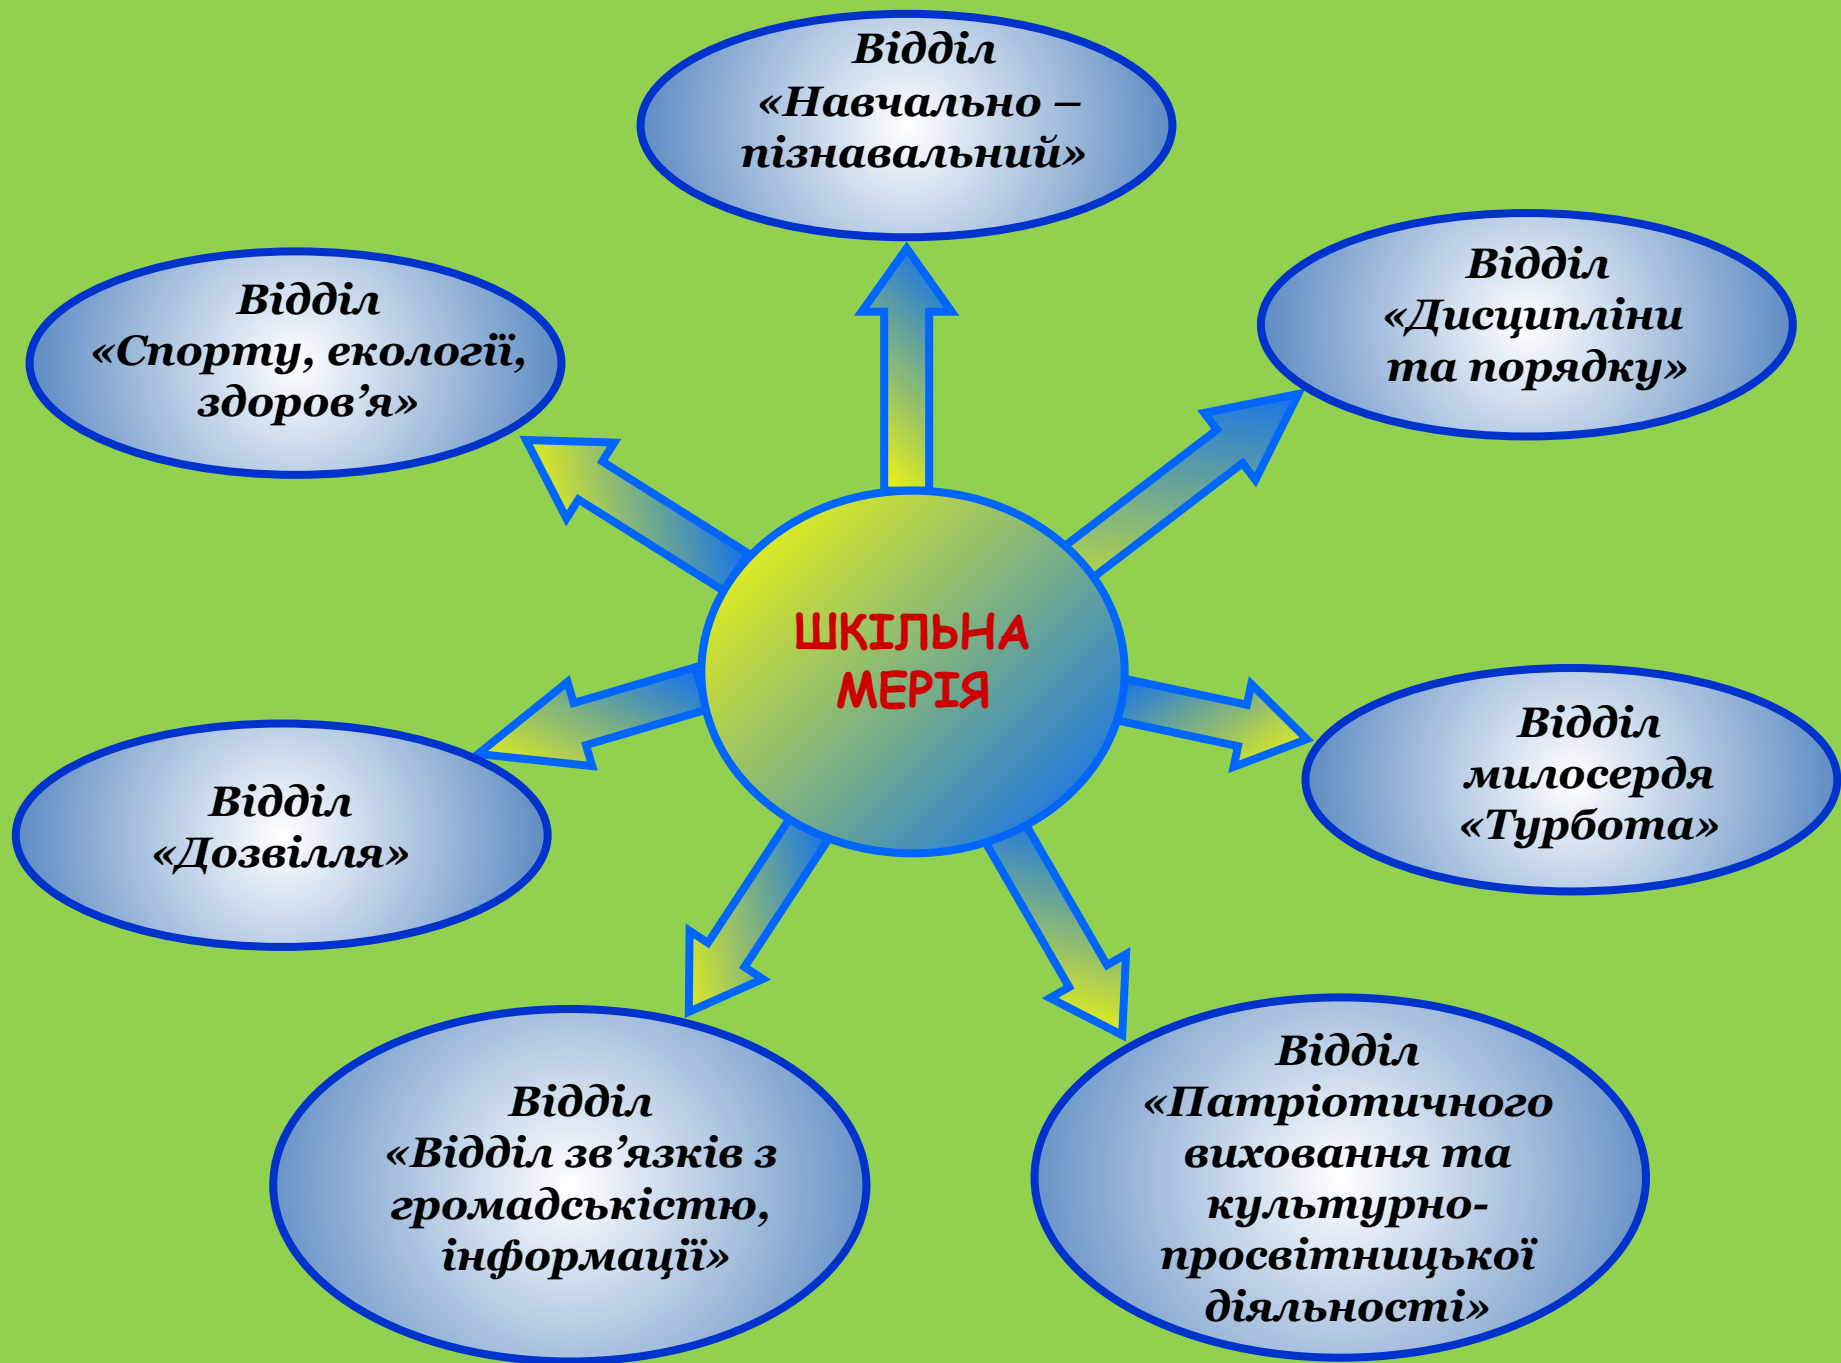 Відділ
«Навчально –
пізнавальний»
Відділ
«Спорту, екології,
здоров’я»
Відділ
«Дисципліни
та порядку»
ШКІЛЬНА
МЕРІЯ
Відділ
милосердя
«Турбота»
Відділ
«Дозвілля»
Відділ
«Відділ зв’язків з
громадськістю,
інформації»
Відділ
«Патріотичного
виховання та
культурно-
просвітницької
діяльності»